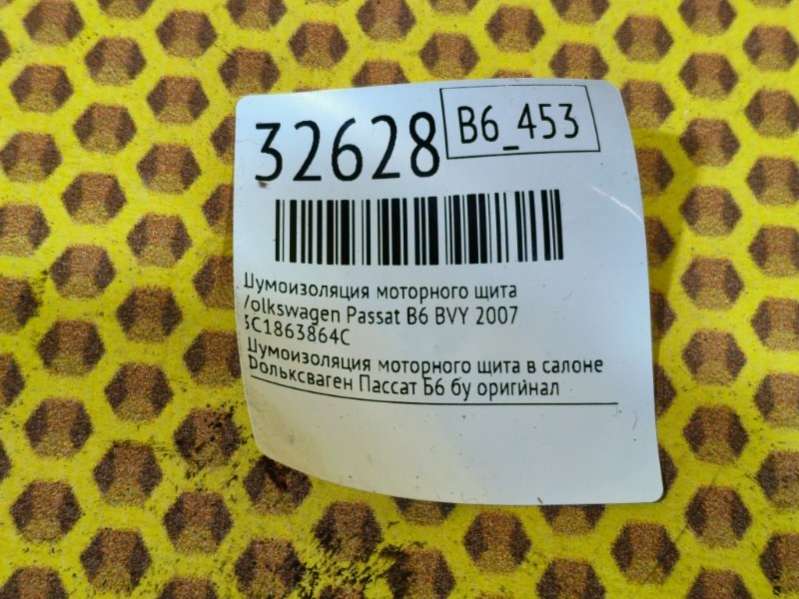 32628
B6_453
Шумоизоляция моторного щита
Volkswagen Passat B6 BVY 2007
3C1863864C
Шумоизоляция моторного щита в салоне
Фольксваген Пассат Б6 бу оригинал